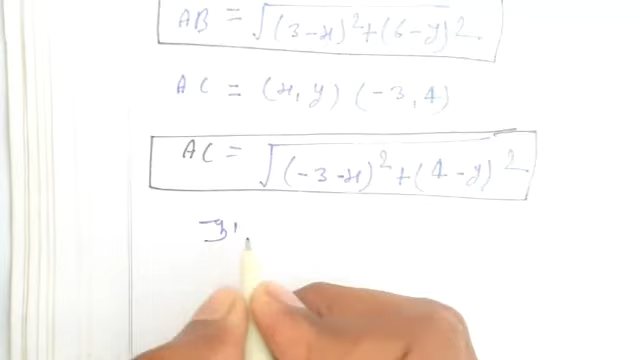 AB = √(3-x)²+(6-y)².
AC = (x, y) (-3, 4)
AC = √(-3-x)²+(4-y)²